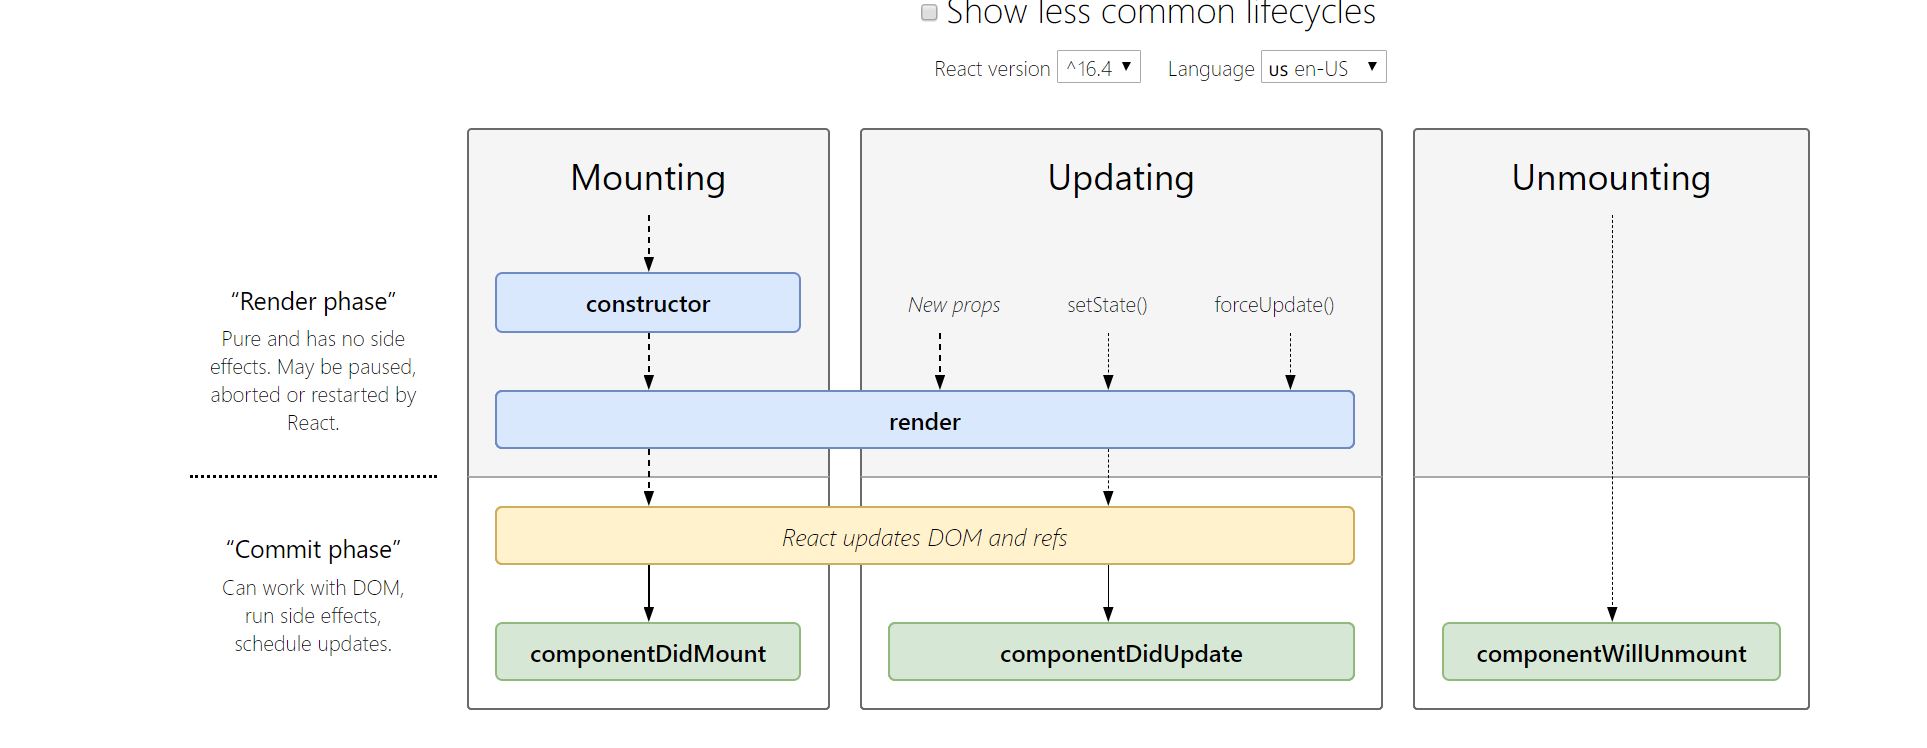 Show less common lifecycles
React version ^16.4 Language us en-US
Mounting
Updating
Unmounting
“Render phase”
Pure and has no side
effects. May be paused,
aborted or restarted by
React.
constructor
New props
setState()
forceUpdate()
render
“Commit phase”
Can work with DOM,
run side effects,
schedule updates.
React updates DOM and refs
componentDidMount
componentDidUpdate
componentWillUnmount